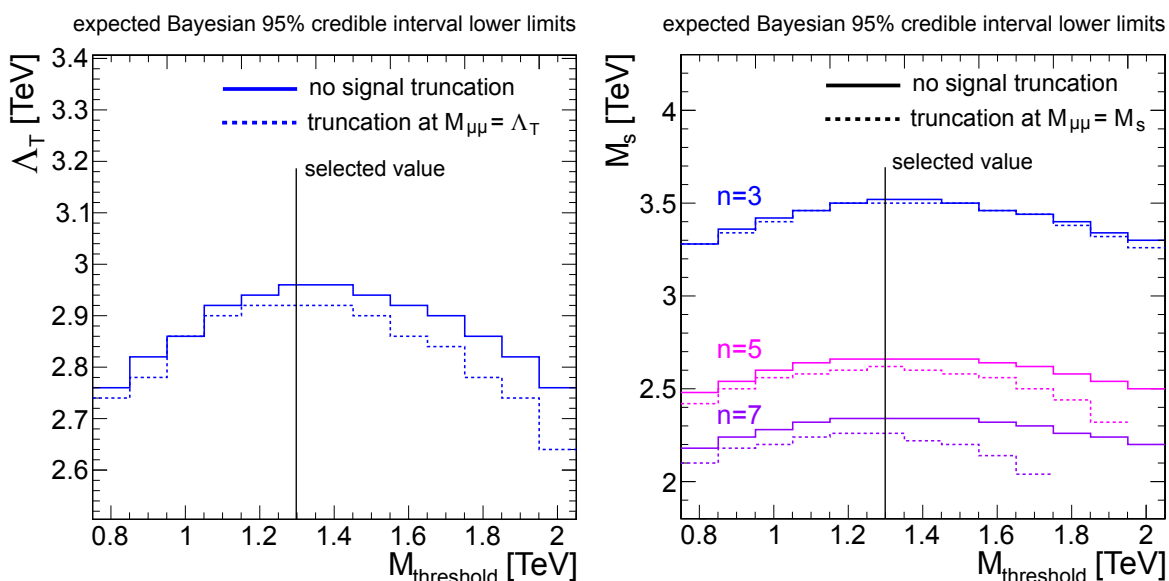 expected Bayesian 95% credible interval lower limits
Λ_T [TeV]
3.4
3.3
3.2
3.1
3
2.9
2.8
2.7
2.6
no signal truncation
truncation at M_μμ = Λ_T
selected value
0.8 1 1.2 1.4 1.6 1.8 2
M_threshold [TeV]
expected Bayesian 95% credible interval lower limits
M_s [TeV]
4
3.5
3
2.5
2
no signal truncation
truncation at M_μμ = M_s
selected value
n=3
n=5
n=7
0.8 1 1.2 1.4 1.6 1.8 2
M_threshold [TeV]